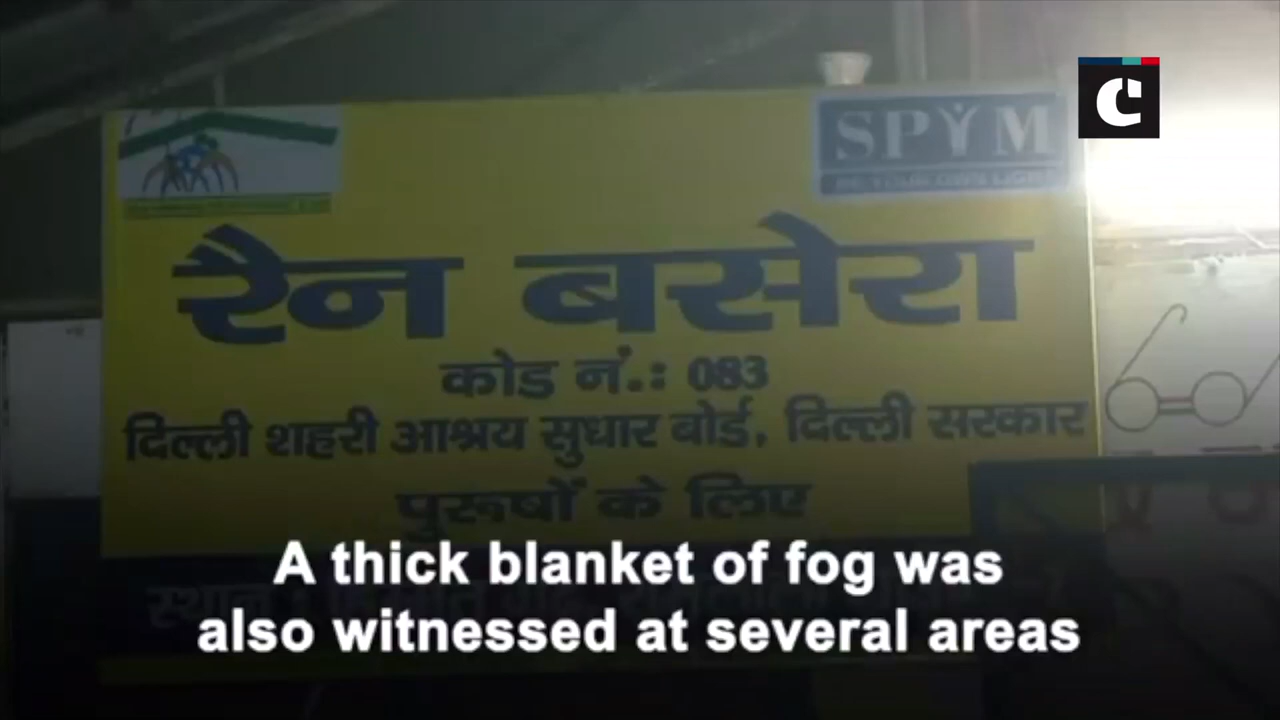 SPYM
रैन बसेरा
कोड नं.: 083
दिल्ली शहरी आश्रय सुधार बोर्ड, दिल्ली सरकार
पुरूषों के लिए
स्थान :
A thick blanket of fog was
also witnessed at several areas